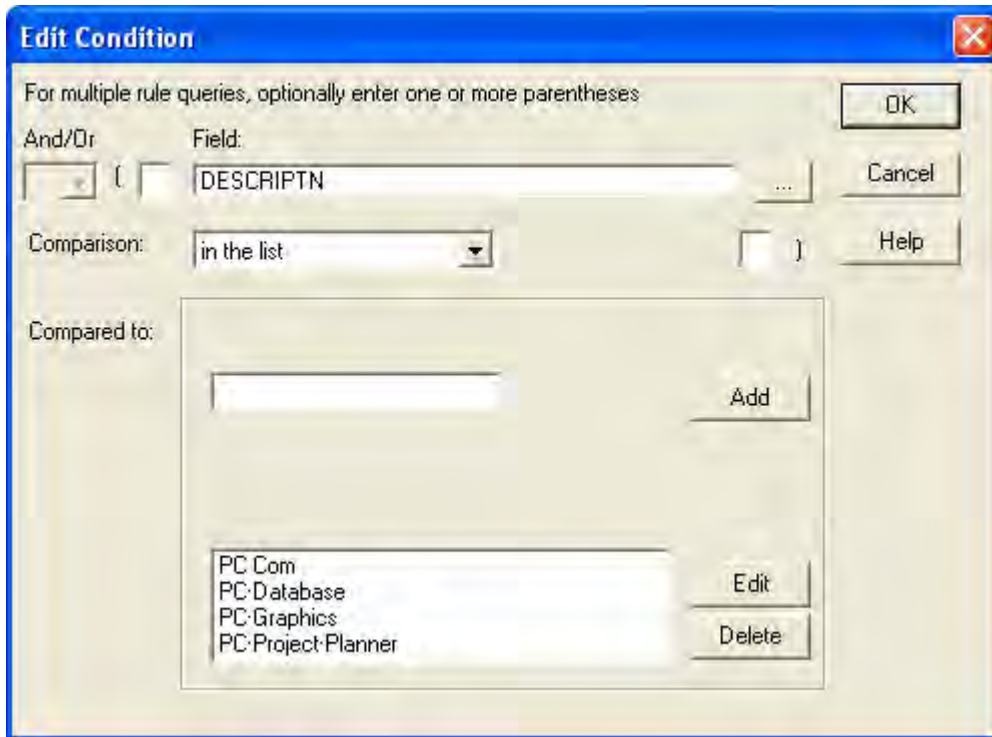 Edit Condition
For multiple rule queries, optionally enter one or more parentheses
OK
And/Or Field:
( DESCRIPTN ... Cancel
Comparison: in the list ) Help
Compared to:
Add
PC Com
PC·Database
PC·Graphics
PC·Project·Planner
Edit
Delete